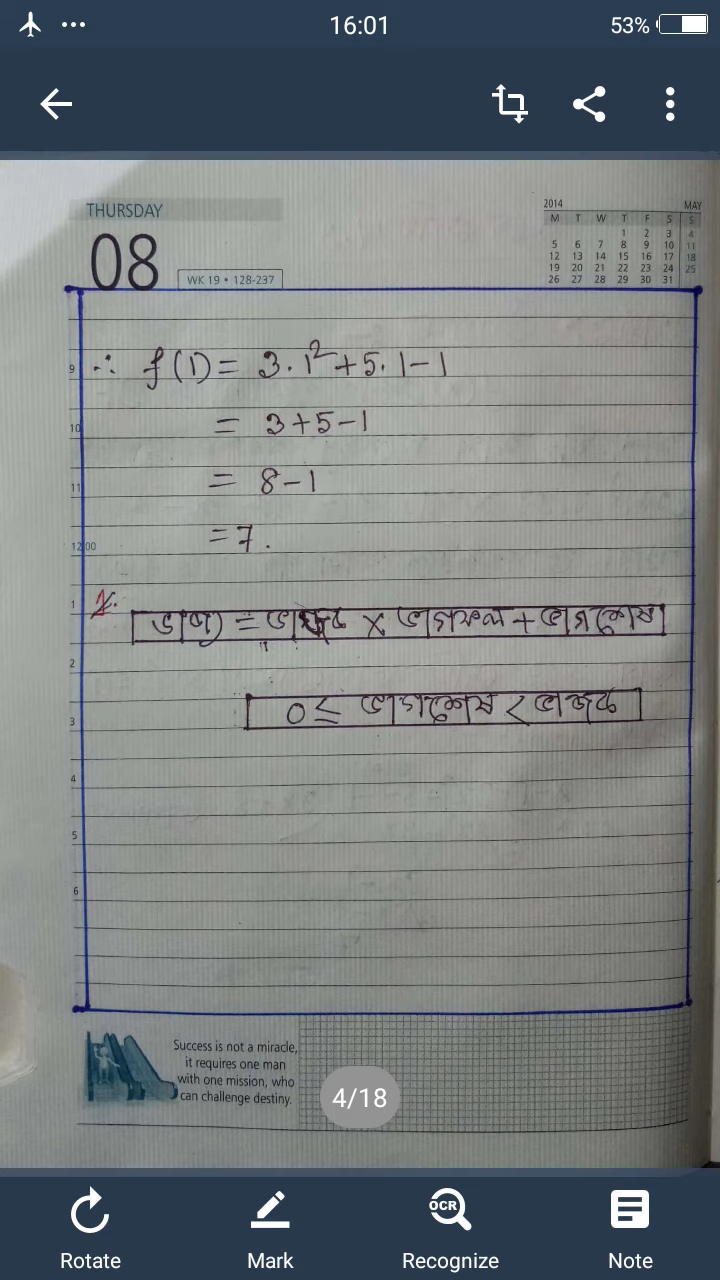 16:01 53%
THURSDAY
08
WK 19 • 128-237
2014 MAY
M T W T F S S
1 2 3 4
5 6 7 8 9 10 11
12 13 14 15 16 17 18
19 20 21 22 23 24 25
26 27 28 29 30 31
9 ∴ f(1) = 3.1²+5.1-1
10 = 3+5-1
11 = 8-1
12 00 = 7.
1 ভাজ্য = ভাজক × ভাগফল + ভাগশেষ
2
3 0 ≤ ভাগশেষ < ভাজক
4
5
6
Success is not a miracle,
it requires one man
with one mission, who
can challenge destiny.
4/18
Rotate Mark Recognize Note